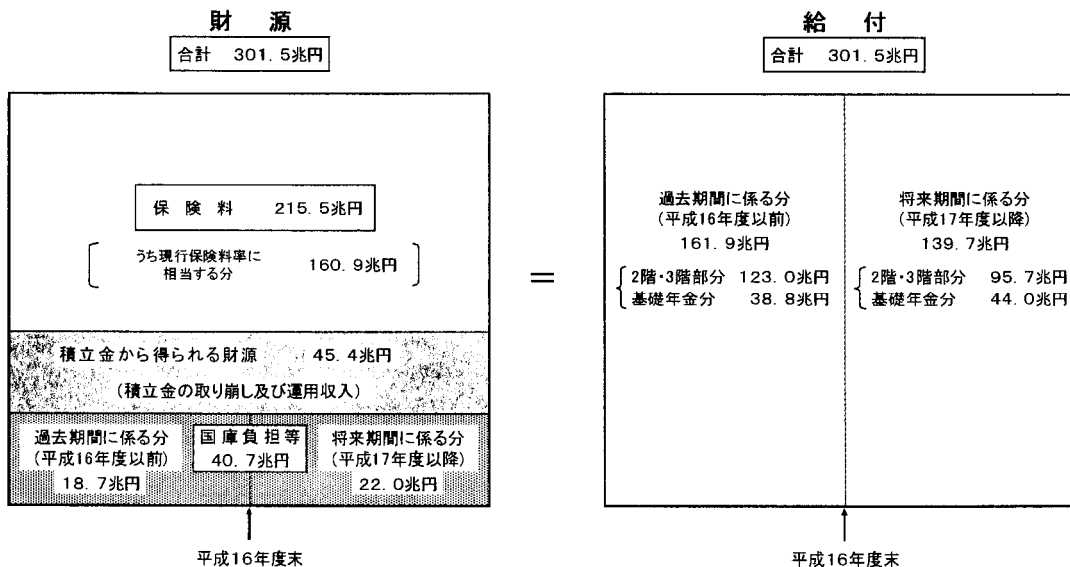 財　源
合計　301.5兆円
保　険　料　215.5兆円
うち現行保険料率に
相当する分　160.9兆円
積立金から得られる財源　45.4兆円
(積立金の取り崩し及び運用収入)
国庫負担等
40.7兆円
過去期間に係る分
(平成16年度以前)
18.7兆円
将来期間に係る分
(平成17年度以降)
22.0兆円
平成16年度末
＝
給　付
合計　301.5兆円
過去期間に係る分
(平成16年度以前)
161.9兆円
2階・3階部分　123.0兆円
基礎年金分　38.8兆円
将来期間に係る分
(平成17年度以降)
139.7兆円
2階・3階部分　95.7兆円
基礎年金分　44.0兆円
平成16年度末